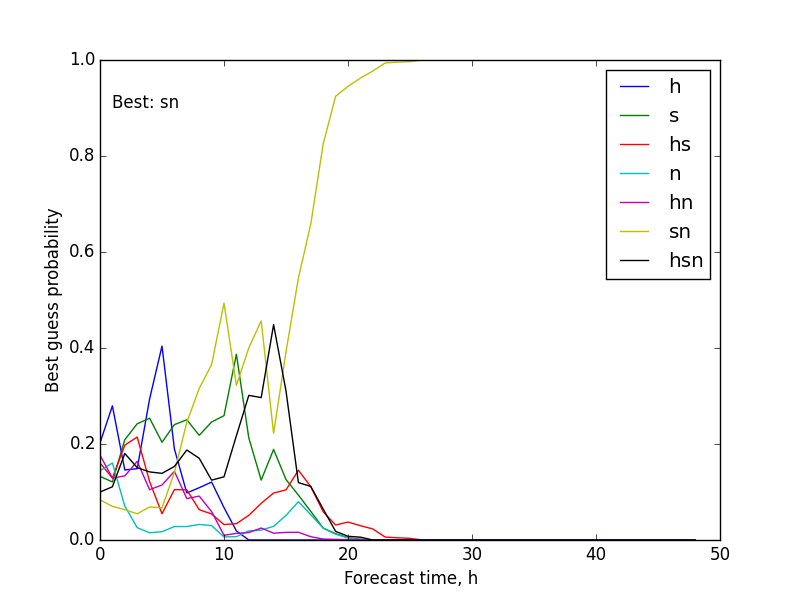 1.0
0.8
0.6
0.4
0.2
0.0
Best guess probability
Best: sn
h
s
hs
n
hn
sn
hsn
0 10 20 30 40 50
Forecast time, h